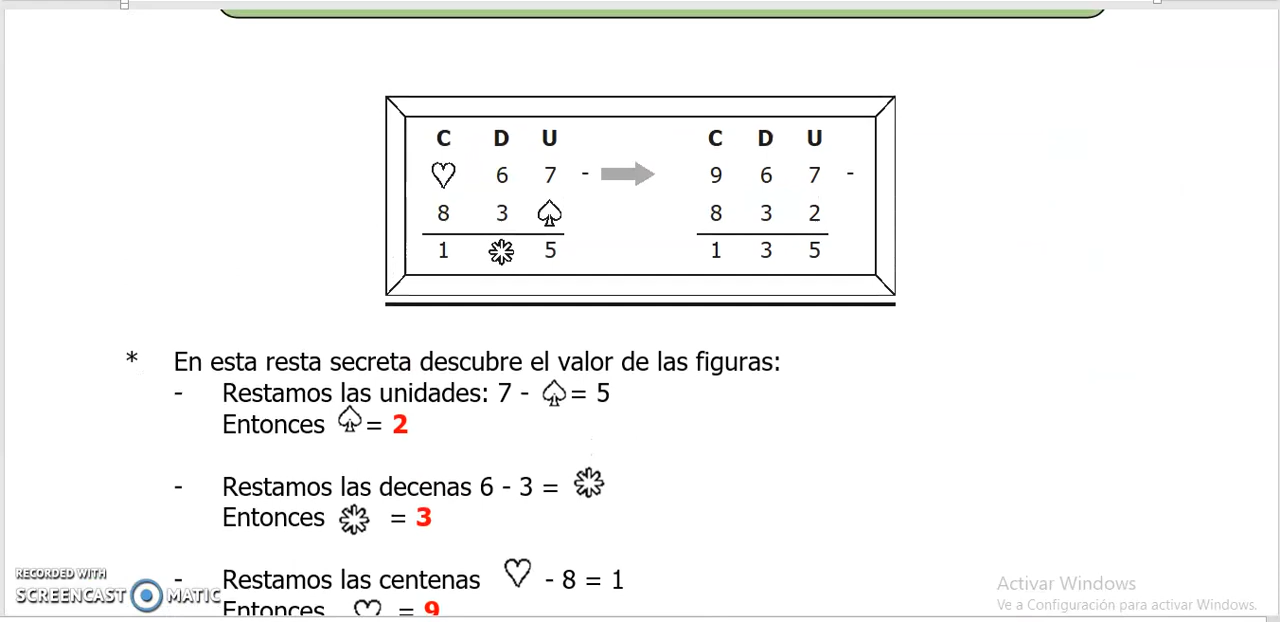 C D U C D U
♡ 6 7 - 9 6 7 -
8 3 ♤ 8 3 2
1 5 1 3 5
* En esta resta secreta descubre el valor de las figuras:
- Restamos las unidades: 7 - ♤ = 5
Entonces ♤ = 2
- Restamos las decenas 6 - 3 =
Entonces = 3
- Restamos las centenas ♡ - 8 = 1
Entonces ♡ = 9
RECORDED WITH
SCREENCAST MATIC
Activar Windows
Ve a Configuración para activar Windows.